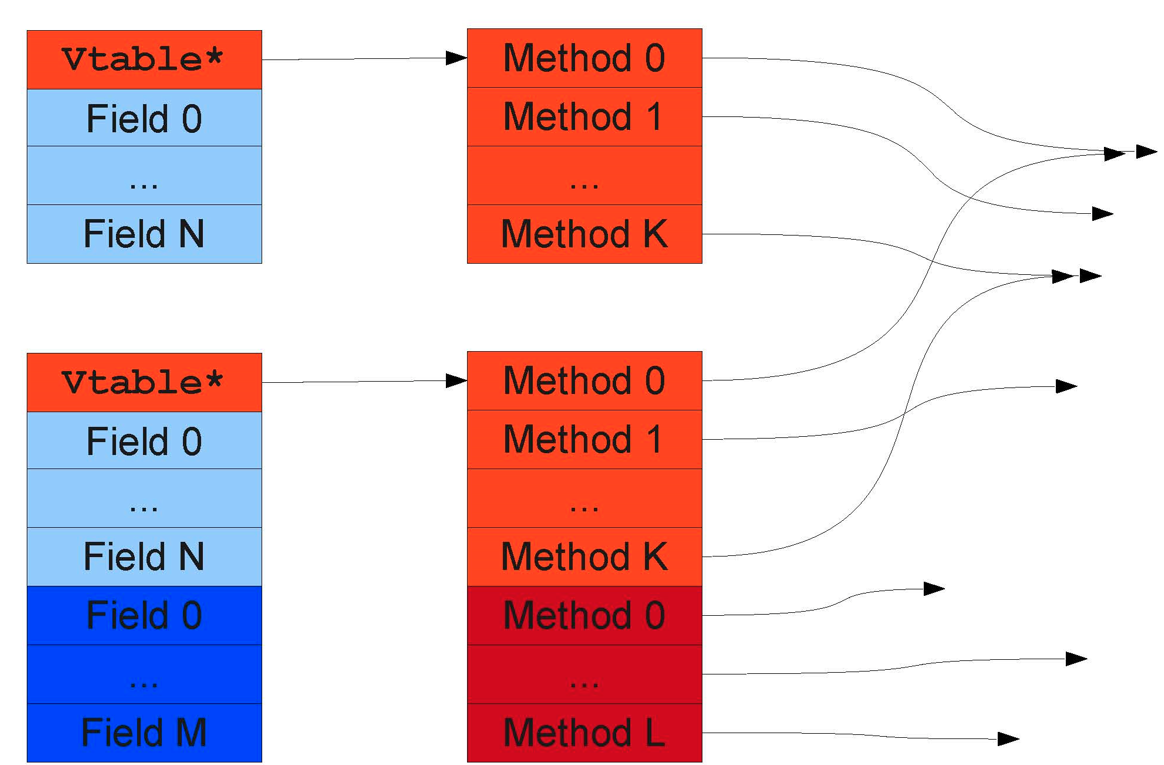 Vtable*
Field 0
...
Field N
Method 0
Method 1
...
Method K
Vtable*
Field 0
...
Field N
Field 0
...
Field M
Method 0
Method 1
...
Method K
Method 0
...
Method L